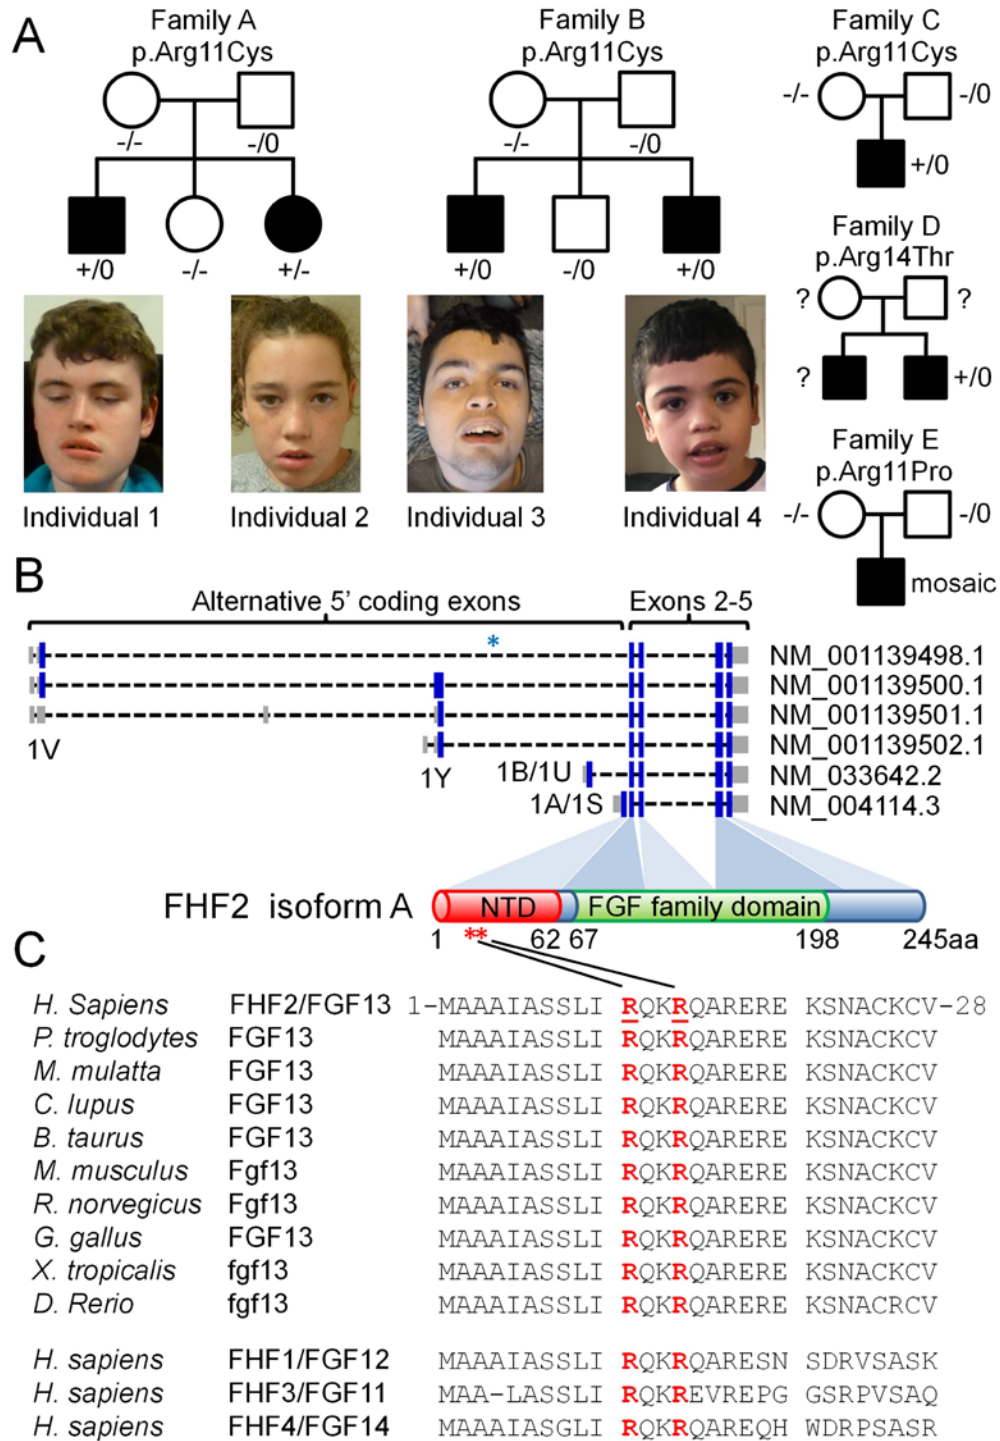 A
Family A
p.Arg11Cys
-/-
-/0
+/0
-/-
+/-
Individual 1
Individual 2
Family B
p.Arg11Cys
-/-
-/0
+/0
-/0
+/0
Individual 3
Individual 4
Family C
p.Arg11Cys
-/-
-/0
+/0
Family D
p.Arg14Thr
?
?
?
+/0
Family E
p.Arg11Pro
-/-
-/0
mosaic
B
Alternative 5' coding exons
Exons 2-5
*
NM_001139498.1
NM_001139500.1
NM_001139501.1
1V
NM_001139502.1
1Y
1B/1U
NM_033642.2
1A/1S
NM_004114.3
FHF2 isoform A
NTD
FGF family domain
1
**
62 67
198
245aa
C
H. Sapiens FHF2/FGF13 1-MAAAIASSLI RQKRQARERE KSNACKCV-28
P. troglodytes FGF13 MAAAIASSLI RQKRQARERE KSNACKCV
M. mulatta FGF13 MAAAIASSLI RQKRQARERE KSNACKCV
C. lupus FGF13 MAAAIASSLI RQKRQARERE KSNACKCV
B. taurus FGF13 MAAAIASSLI RQKRQARERE KSNACKCV
M. musculus Fgf13 MAAAIASSLI RQKRQARERE KSNACKCV
R. norvegicus Fgf13 MAAAIASSLI RQKRQARERE KSNACKCV
G. gallus FGF13 MAAAIASSLI RQKRQARERE KSNACKCV
X. tropicalis fgf13 MAAAIASSLI RQKRQARERE KSNACKCV
D. Rerio fgf13 MAAAIASSLI RQKRQARERE KSNACRCV
H. sapiens FHF1/FGF12 MAAAIASSLI RQKRQARESN SDRVSASK
H. sapiens FHF3/FGF11 MAA-LASSLI RQKREVREPG GSRPVSAQ
H. sapiens FHF4/FGF14 MAAAIASGLI RQKRQAREQH WDRPSASR